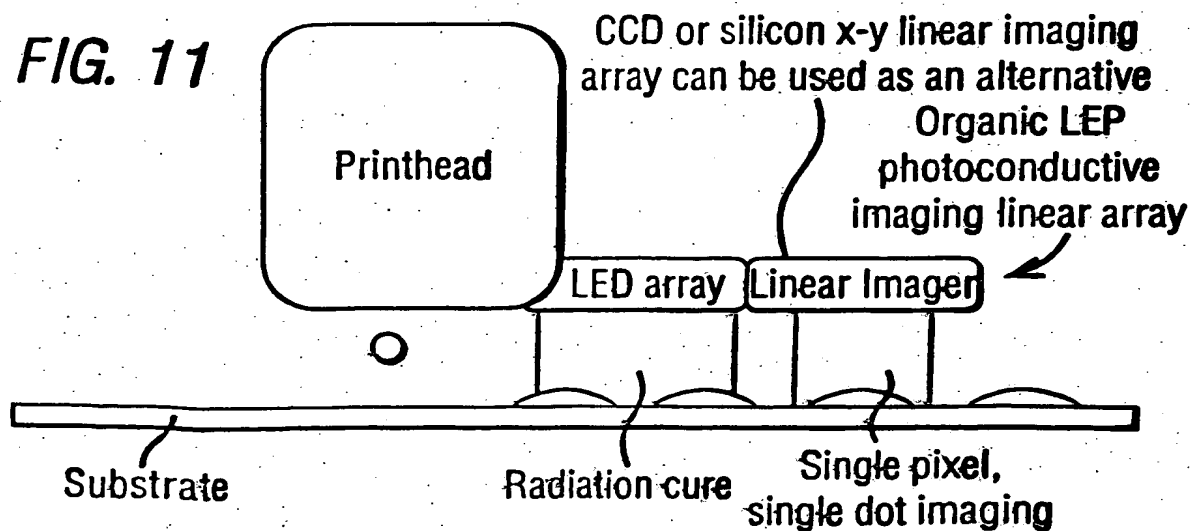 FIG. 11
CCD or silicon x-y linear imaging
array can be used as an alternative
Organic LEP
photoconductive
imaging linear array
Printhead
LED array
Linear Imager
Substrate
Radiation cure
Single pixel,
single dot imaging